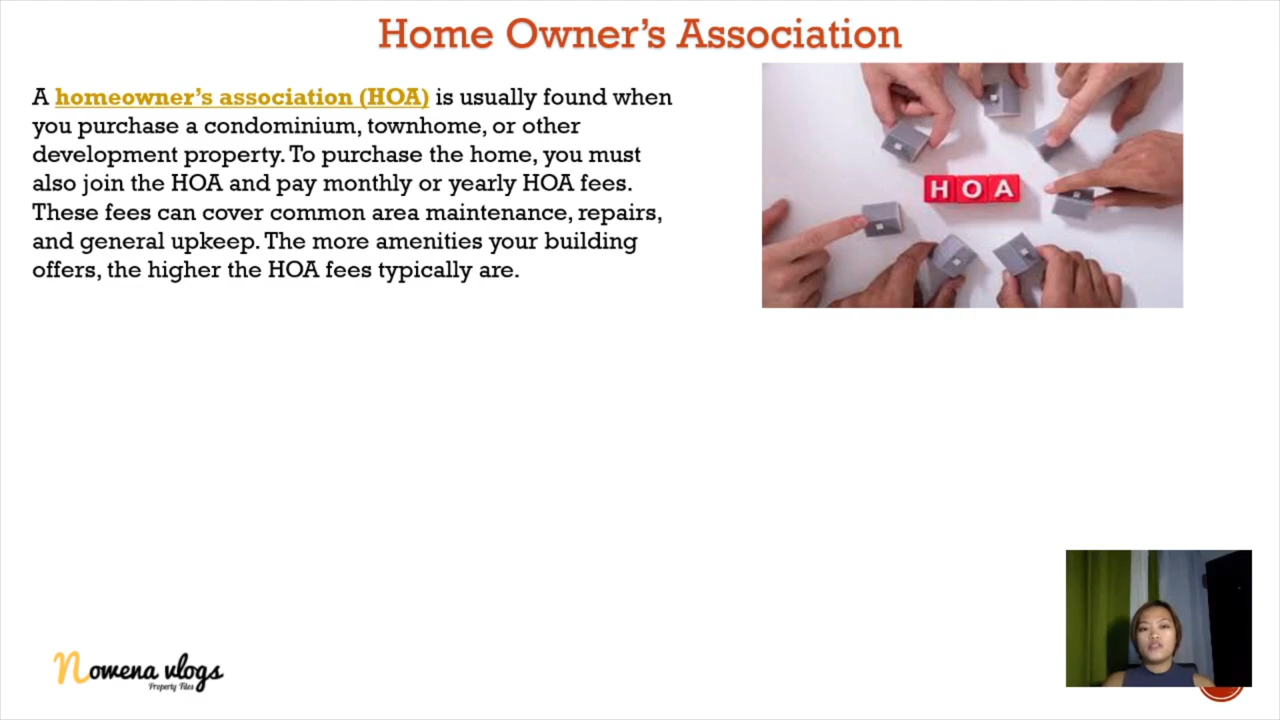 Home Owner's Association
A homeowner's association (HOA) is usually found when
you purchase a condominium, townhome, or other
development property. To purchase the home, you must
also join the HOA and pay monthly or yearly HOA fees.
These fees can cover common area maintenance, repairs,
and general upkeep. The more amenities your building
offers, the higher the HOA fees typically are.
HOA
Nowena vlogs
Property Files